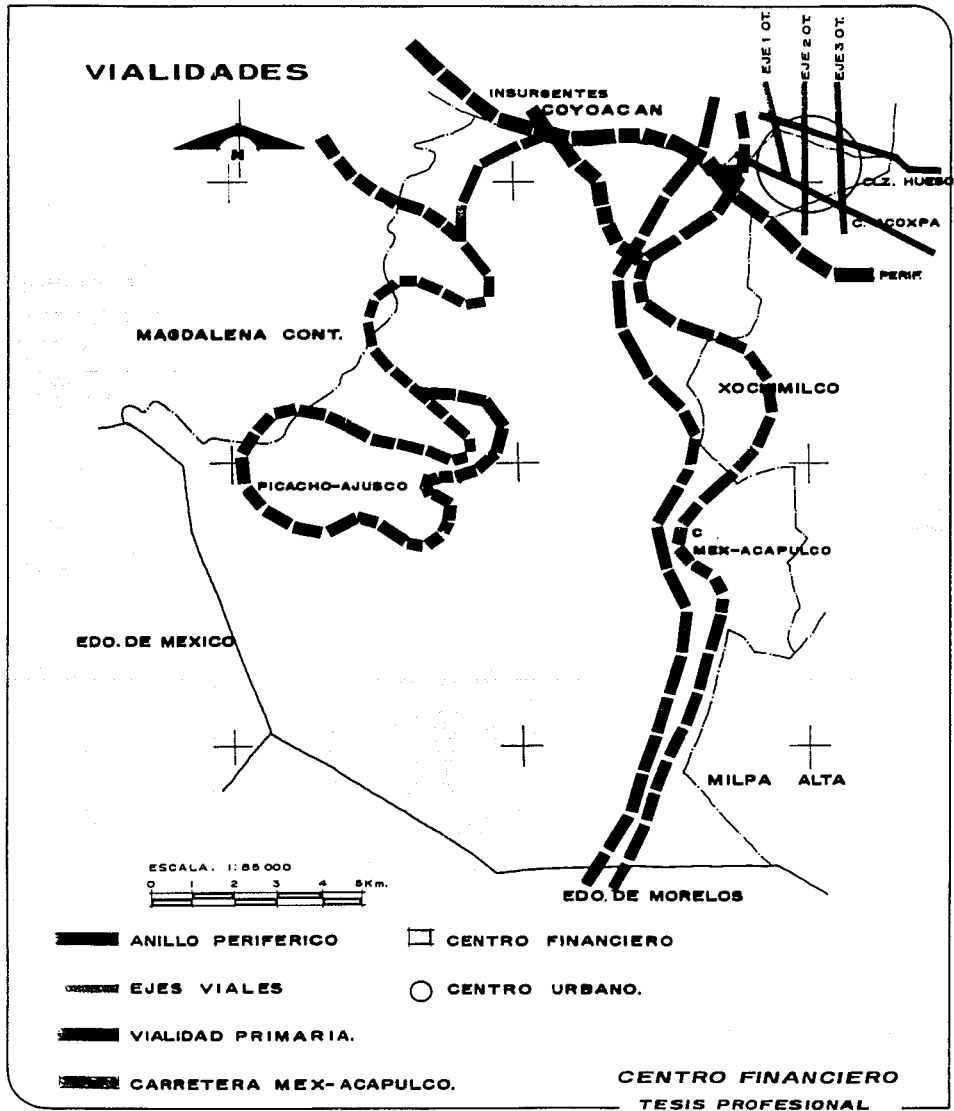 VIALIDADES
N
INSURGENTES
COYOACAN
EJE 1 OT.
EJE 2 OT.
EJE 3 OT.
CLZ. HUESO
C. ACOXPA
PERIF.
MAGDALENA CONT.
XOCHIMILCO
PICACHO-AJUSCO
C
MEX-ACAPULCO
EDO. DE MEXICO
MILPA ALTA
EDO. DE MORELOS
ESCALA. 1:85 000
0 1 2 3 4 5Km.
ANILLO PERIFERICO
CENTRO FINANCIERO
EJES VIALES
CENTRO URBANO.
VIALIDAD PRIMARIA.
CARRETERA MEX-ACAPULCO.
CENTRO FINANCIERO
TESIS PROFESIONAL